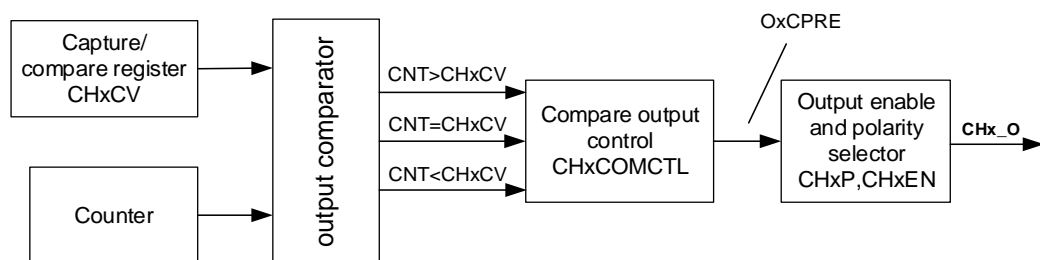 Capture/
compare register
CHxCV
Counter
output comparator
CNT>CHxCV
CNT=CHxCV
CNT<CHxCV
Compare output
control
CHxCOMCTL
OxCPRE
Output enable
and polarity
selector
CHxP,CHxEN
CHx_O